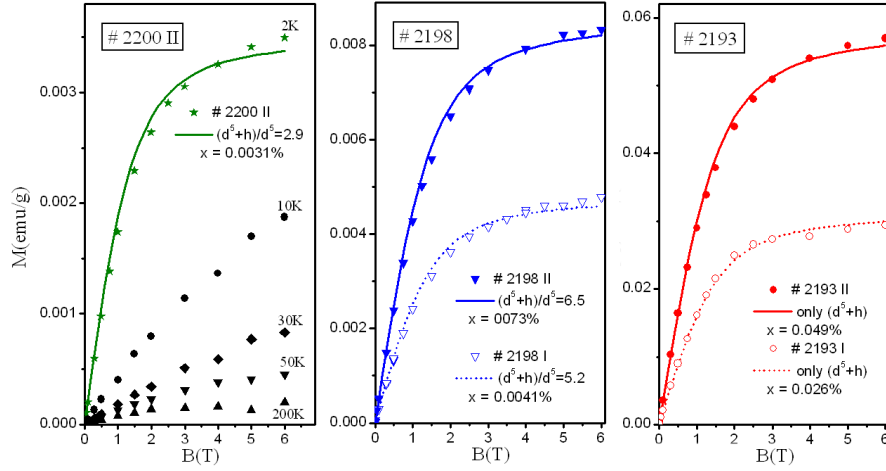 # 2200 II
2K
# 2200 II
(d⁵+h)/d⁵=2.9
x = 0.0031%
10K
30K
50K
200K
M(emu/g)
0.003
0.002
0.001
0.000
0 1 2 3 4 5 6
B(T)
# 2198
# 2198 II
(d⁵+h)/d⁵=6.5
x = 0073%
# 2198 I
(d⁵+h)/d⁵=5.2
x = 0.0041%
0.008
0.006
0.004
0.002
0.000
0 1 2 3 4 5 6
B(T)
# 2193
# 2193 II
only (d⁵+h)
x = 0.049%
# 2193 I
only (d⁵+h)
x = 0.026%
0.06
0.04
0.02
0.00
0 1 2 3 4 5 6
B(T)